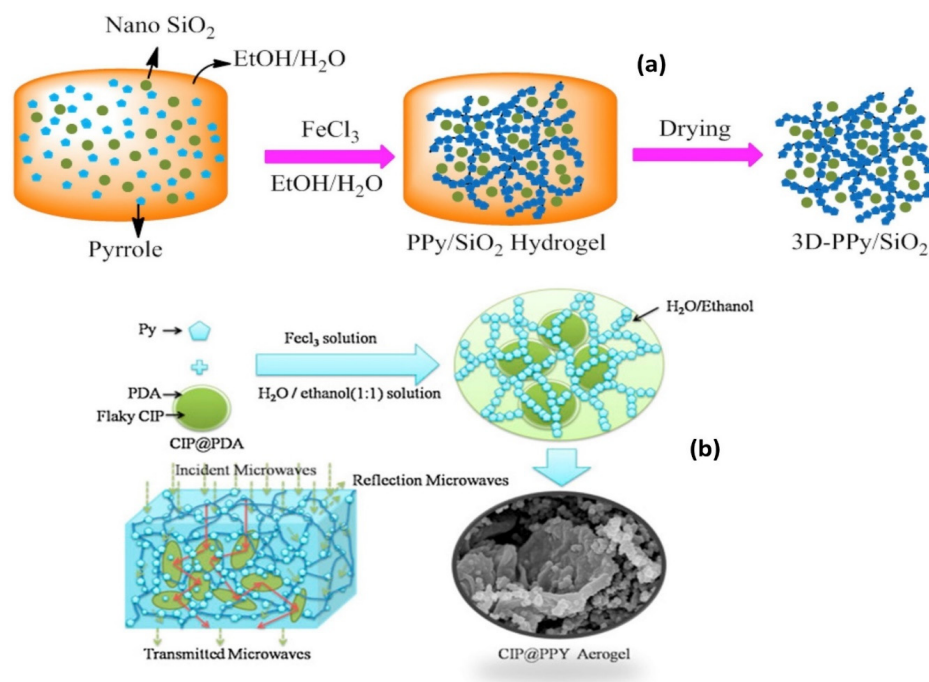 Nano SiO₂
EtOH/H₂O
(a)
FeCl₃
EtOH/H₂O
Drying
Pyrrole
PPy/SiO₂ Hydrogel
3D-PPy/SiO₂
Py
Fecl₃ solution
H₂O/Ethanol
PDA
H₂O / ethanol(1:1) solution
Flaky CIP
CIP@PDA
(b)
Incident Microwaves
Reflection Microwaves
Transmitted Microwaves
CIP@PPY Aerogel